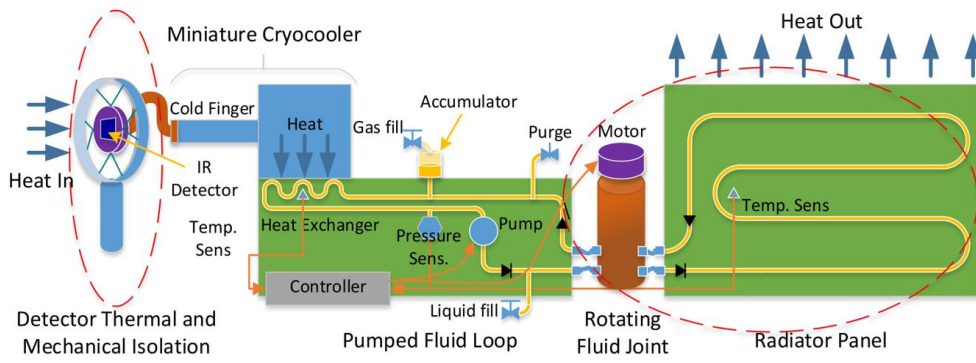 Heat Out
Miniature Cryocooler
Cold Finger
Accumulator
Heat
Gas fill
Purge
Motor
IR
Detector
Heat In
Temp.
Sens
Heat Exchanger
Pressure
Sens.
Pump
Temp. Sens
Controller
Liquid fill
Detector Thermal and
Mechanical Isolation
Pumped Fluid Loop
Rotating
Fluid Joint
Radiator Panel